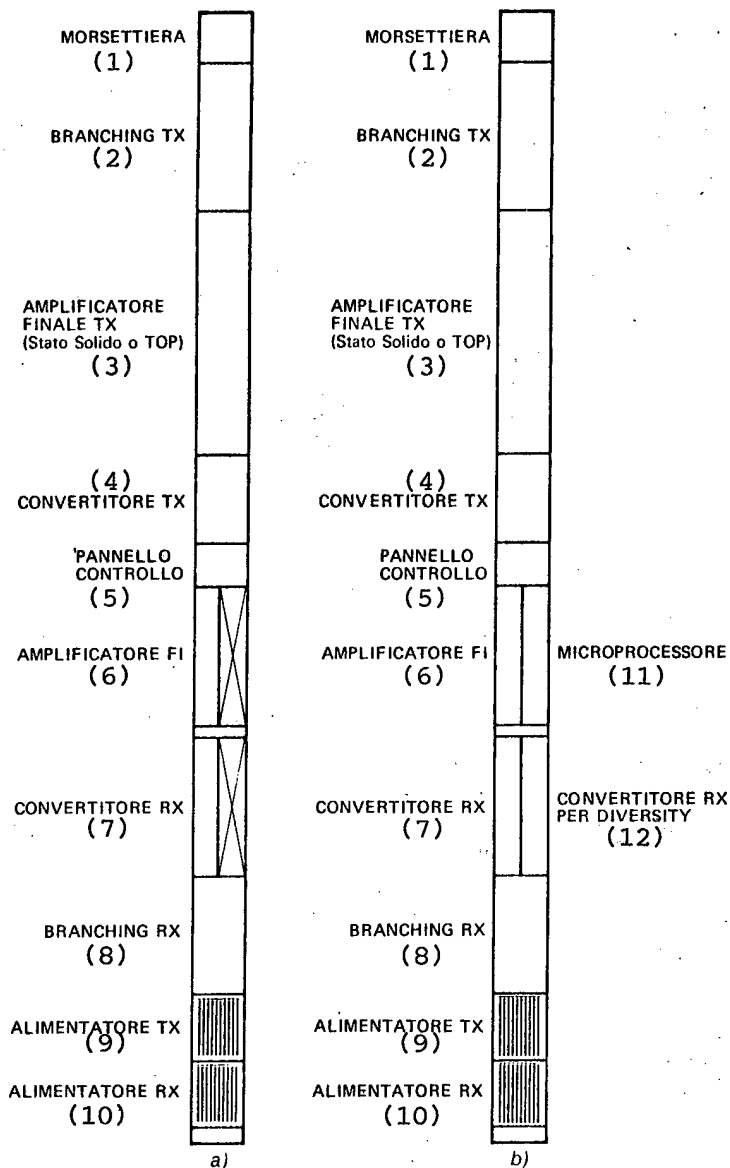 MORSETTIERA
(1)
BRANCHING TX
(2)
AMPLIFICATORE
FINALE TX
(Stato Solido o TOP)
(3)
(4)
CONVERTITORE TX
PANNELLO
CONTROLLO
(5)
AMPLIFICATORE FI
(6)
CONVERTITORE RX
(7)
BRANCHING RX
(8)
ALIMENTATORE TX
(9)
ALIMENTATORE RX
(10)
a)
MORSETTIERA
(1)
BRANCHING TX
(2)
AMPLIFICATORE
FINALE TX
(Stato Solido o TOP)
(3)
(4)
CONVERTITORE TX
PANNELLO
CONTROLLO
(5)
AMPLIFICATORE FI
(6)
MICROPROCESSORE
(11)
CONVERTITORE RX
(7)
CONVERTITORE RX
PER DIVERSITY
(12)
BRANCHING RX
(8)
ALIMENTATORE TX
(9)
ALIMENTATORE RX
(10)
b)